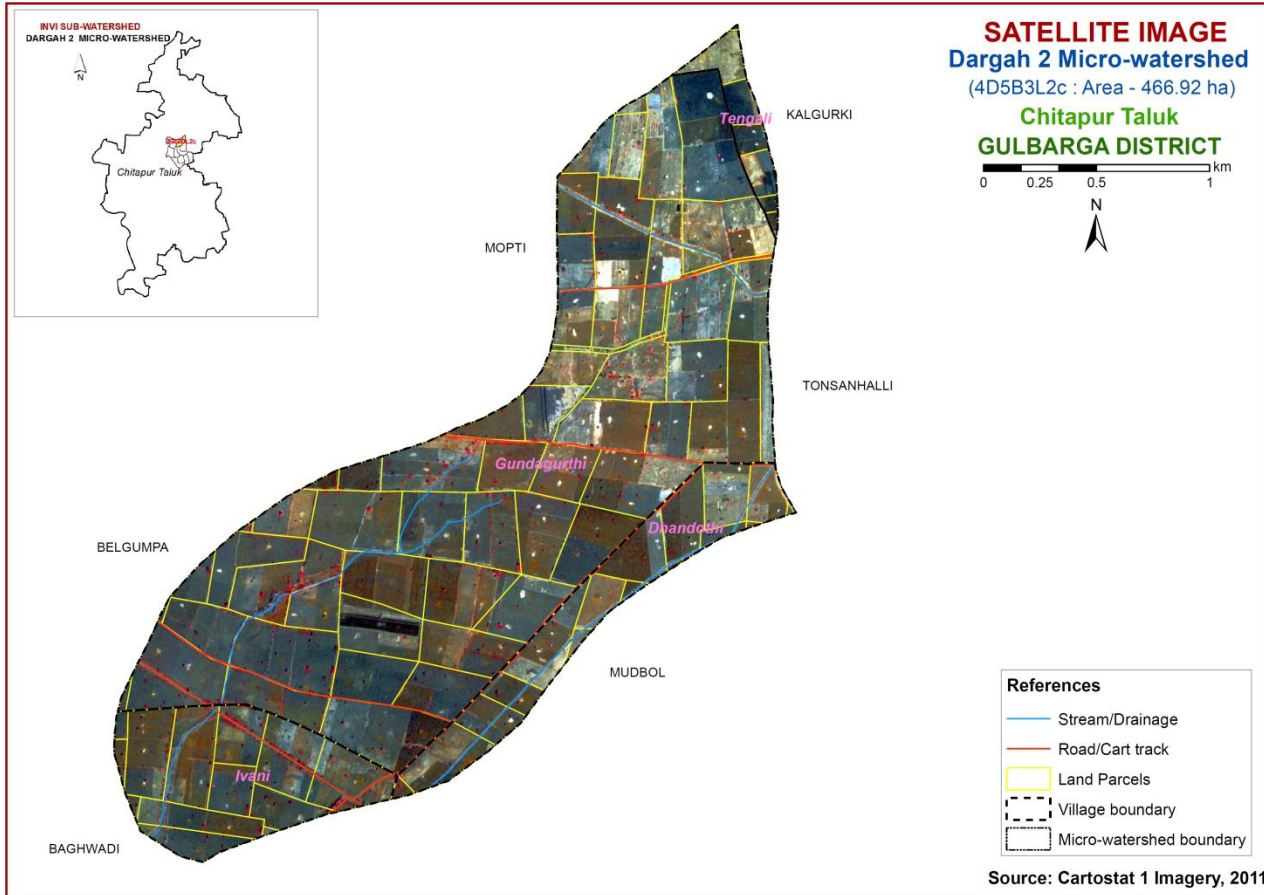 INVI SUB-WATERSHED
DARGAH 2 MICRO-WATERSHED
N
Chitapur Taluk
SATELLITE IMAGE
Dargah 2 Micro-watershed
(4D5B3L2c : Area - 466.92 ha)
Chitapur Taluk
GULBARGA DISTRICT
km
0 0.25 0.5 1
N
Tengali
KALGURKI
MOPTI
TONSANHALLI
Gundagurthi
Dhandothi
BELGUMPA
MUDBOL
Ivani
BAGHWADI
References
Stream/Drainage
Road/Cart track
Land Parcels
Village boundary
Micro-watershed boundary
Source: Cartostat 1 Imagery, 2011